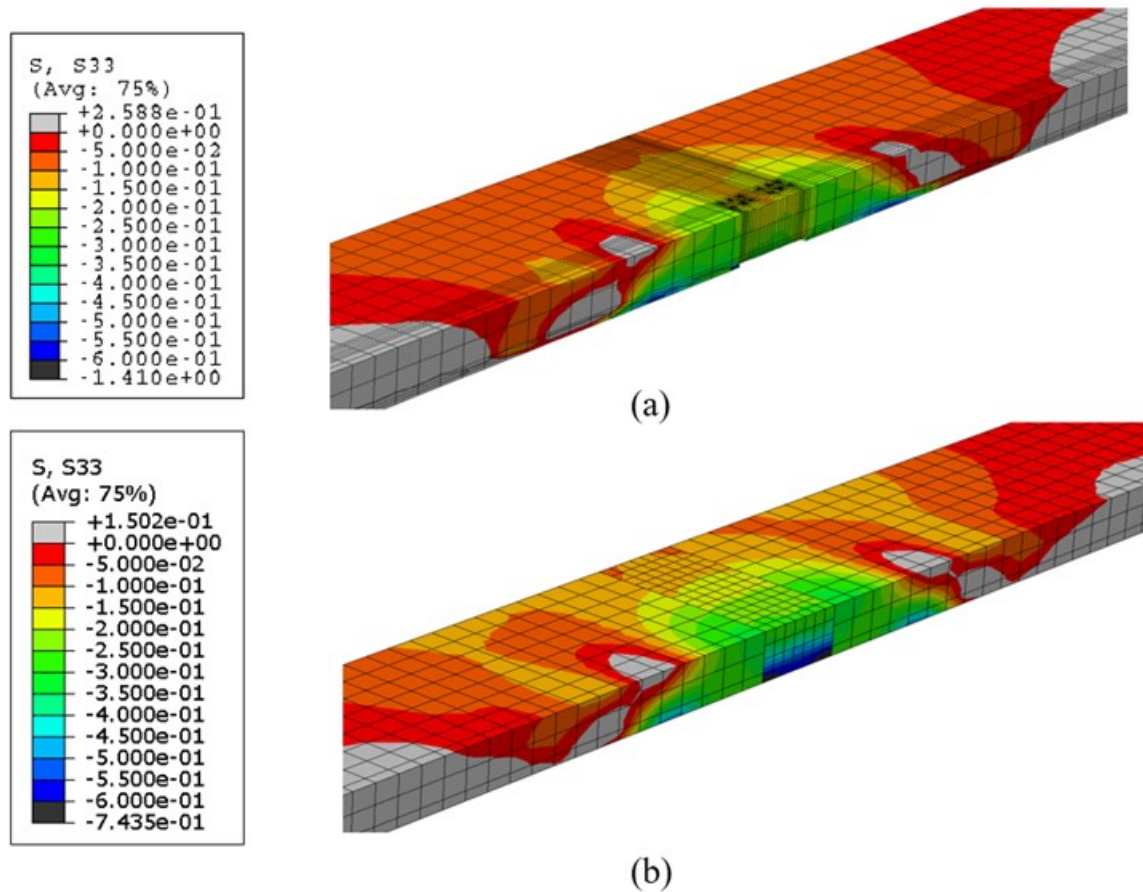 S, S33
(Avg: 75%)
+2.588e-01
+0.000e+00
-5.000e-02
-1.000e-01
-1.500e-01
-2.000e-01
-2.500e-01
-3.000e-01
-3.500e-01
-4.000e-01
-4.500e-01
-5.000e-01
-5.500e-01
-6.000e-01
-1.410e+00
(a)
S, S33
(Avg: 75%)
+1.502e-01
+0.000e+00
-5.000e-02
-1.000e-01
-1.500e-01
-2.000e-01
-2.500e-01
-3.000e-01
-3.500e-01
-4.000e-01
-4.500e-01
-5.000e-01
-5.500e-01
-6.000e-01
-7.435e-01
(b)